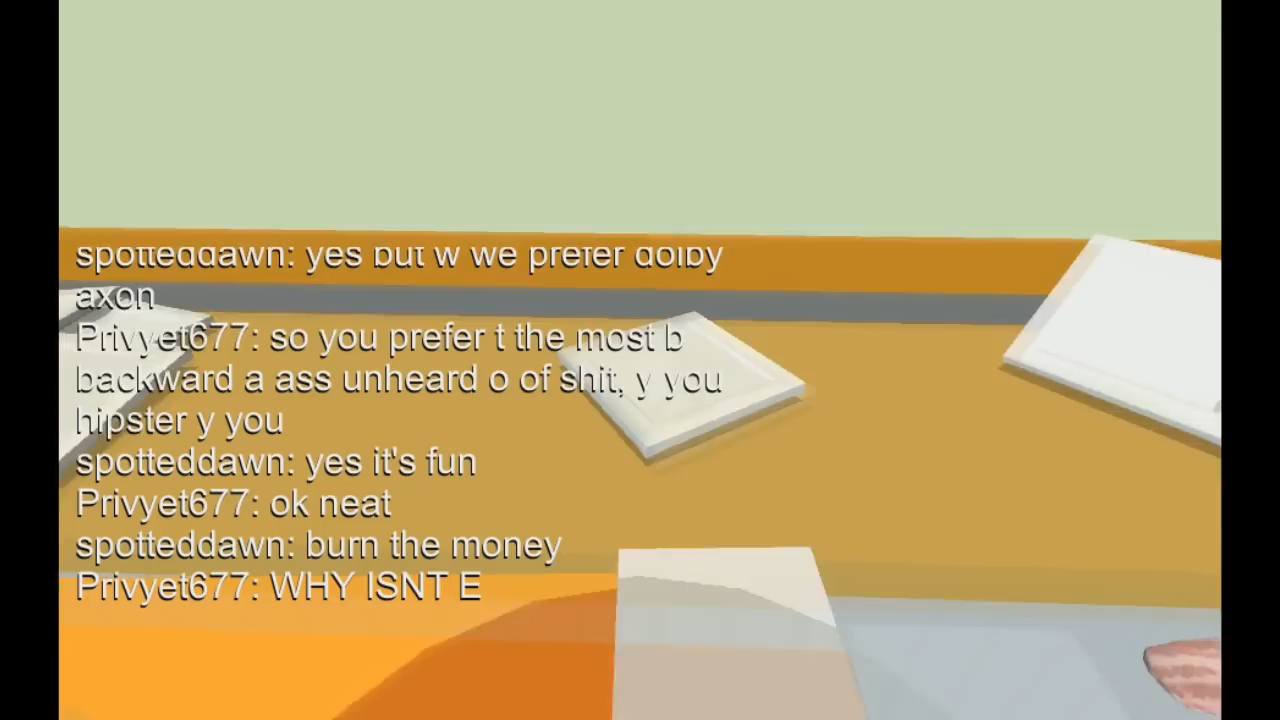 spotteddawn: yes but w we prefer dolby
axon
Privyet677: so you prefer t the most b
backward a ass unheard o of shit, y you
hipster y you
spotteddawn: yes it's fun
Privyet677: ok neat
spotteddawn: burn the money
Privyet677: WHY ISNT E